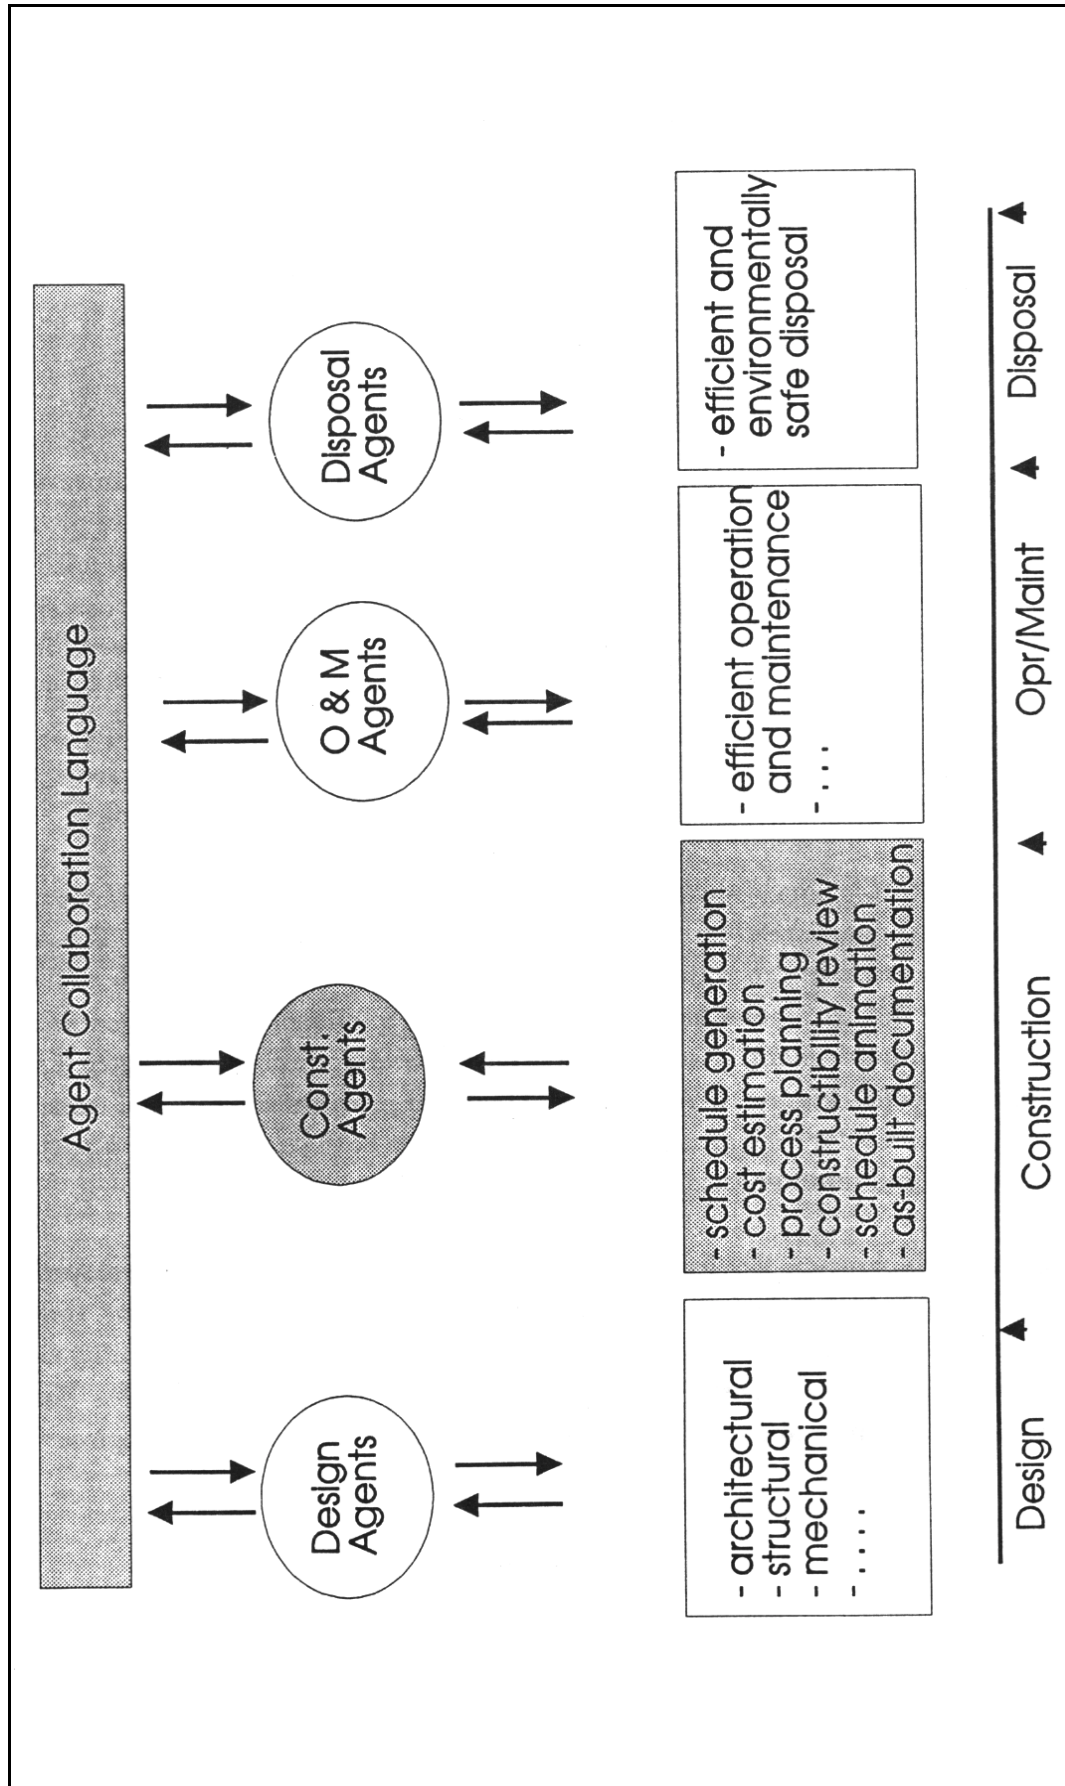 Agent Collaboration Language
Design
Agents
Const.
Agents
O & M
Agents
Disposal
Agents
- architectural
- structural
- mechanical
- . . . .
- schedule generation
- cost estimation
- process planning
- constructibility review
- schedule animation
- as-built documentation
- efficient operation
and maintenance
- . . .
- efficient and
environmentally
safe disposal
Design
Construction
Opr/Maint
Disposal